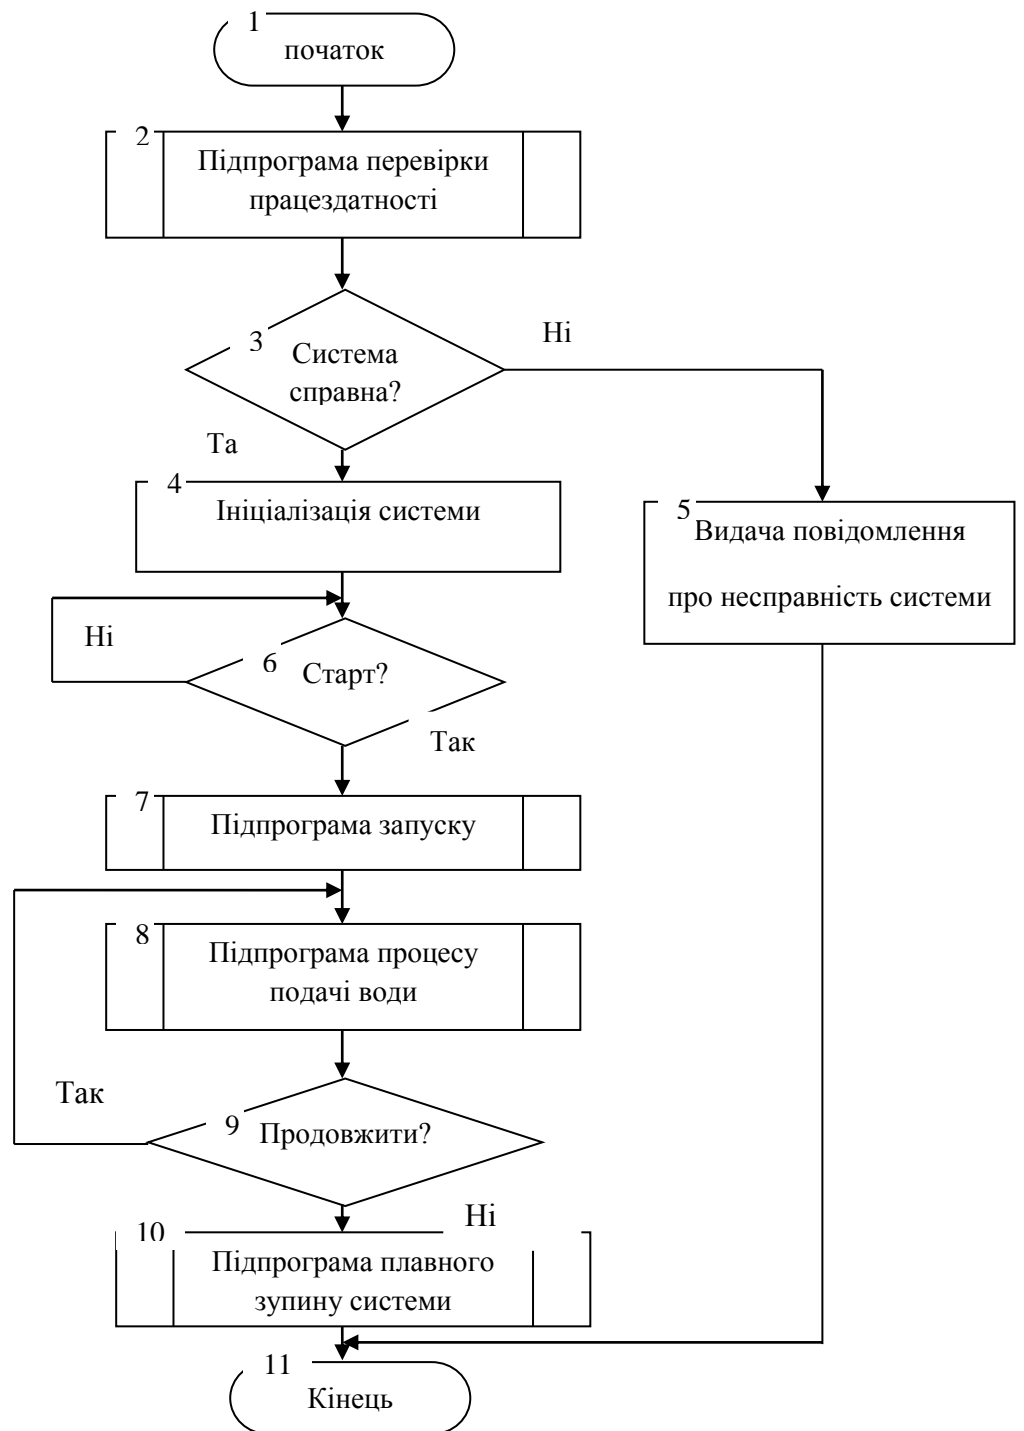 1
початок
2
Підпрограма перевірки
працездатності
3
Система
справна?
Ні
Та
4
Ініціалізація системи
5
Видача повідомлення
про несправність системи
Ні
6
Старт?
Так
7
Підпрограма запуску
8
Підпрограма процесу
подачі води
Так
9
Продовжити?
Ні
10
Підпрограма плавного
зупину системи
11
Кінець